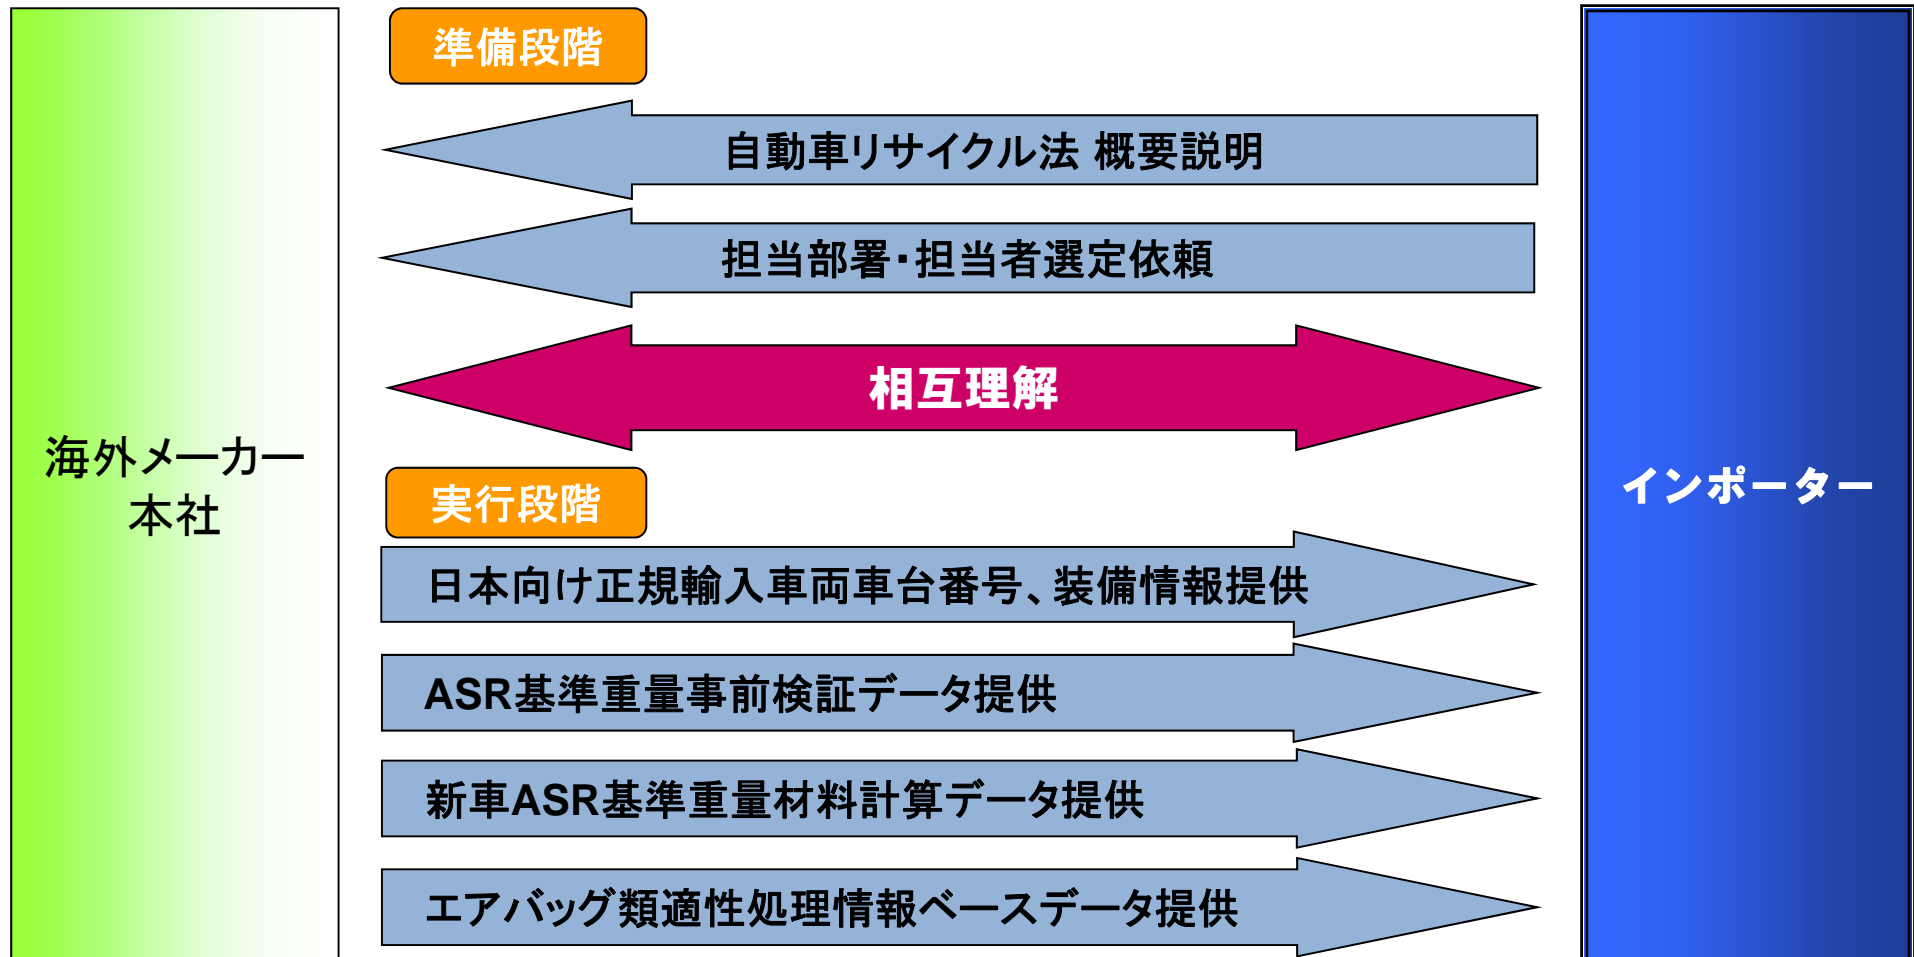 準備段階
自動車リサイクル法 概要説明
担当部署・担当者選定依頼
相互理解
海外メーカー
本社
インポーター
実行段階
日本向け正規輸入車両車台番号、装備情報提供
ASR基準重量事前検証データ提供
新車ASR基準重量材料計算データ提供
エアバッグ類適性処理情報ベースデータ提供